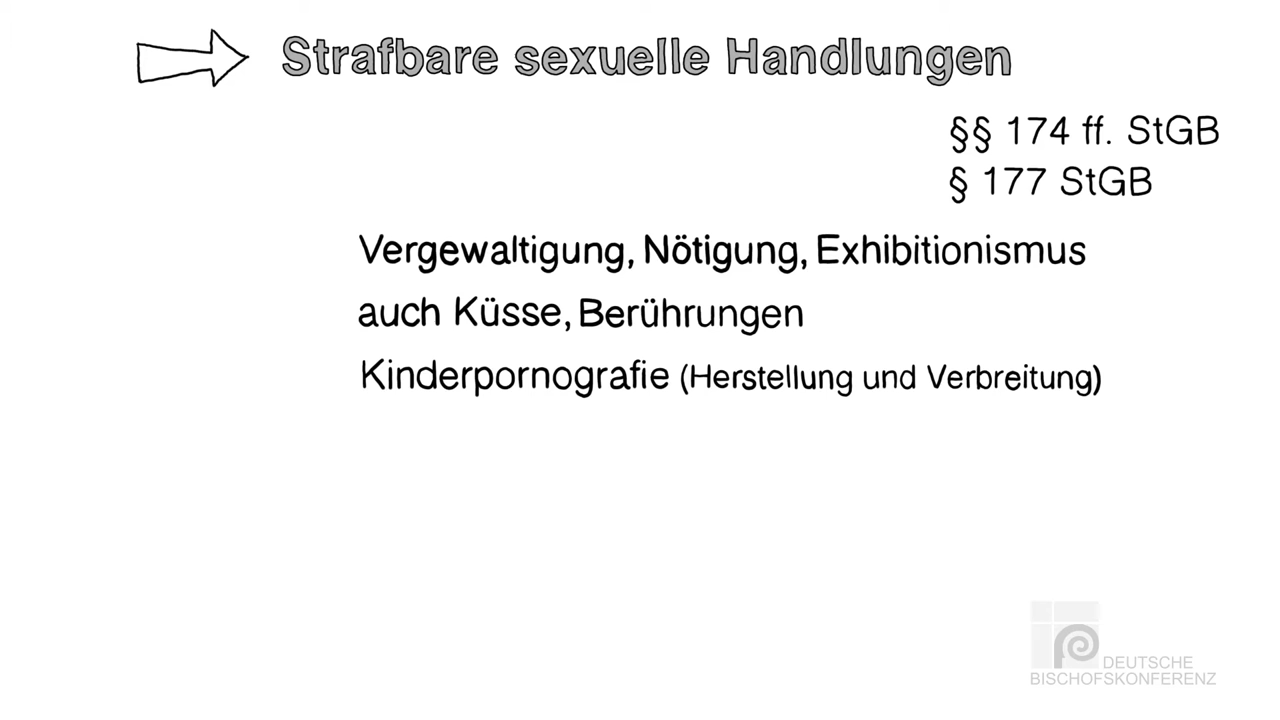 Strafbare sexuelle Handlungen
§§ 174 ff. StGB
§ 177 StGB
Vergewaltigung, Nötigung, Exhibitionismus
auch Küsse, Berührungen
Kinderpornografie (Herstellung und Verbreitung)
DEUTSCHE
BISCHOFSKONFERENZ